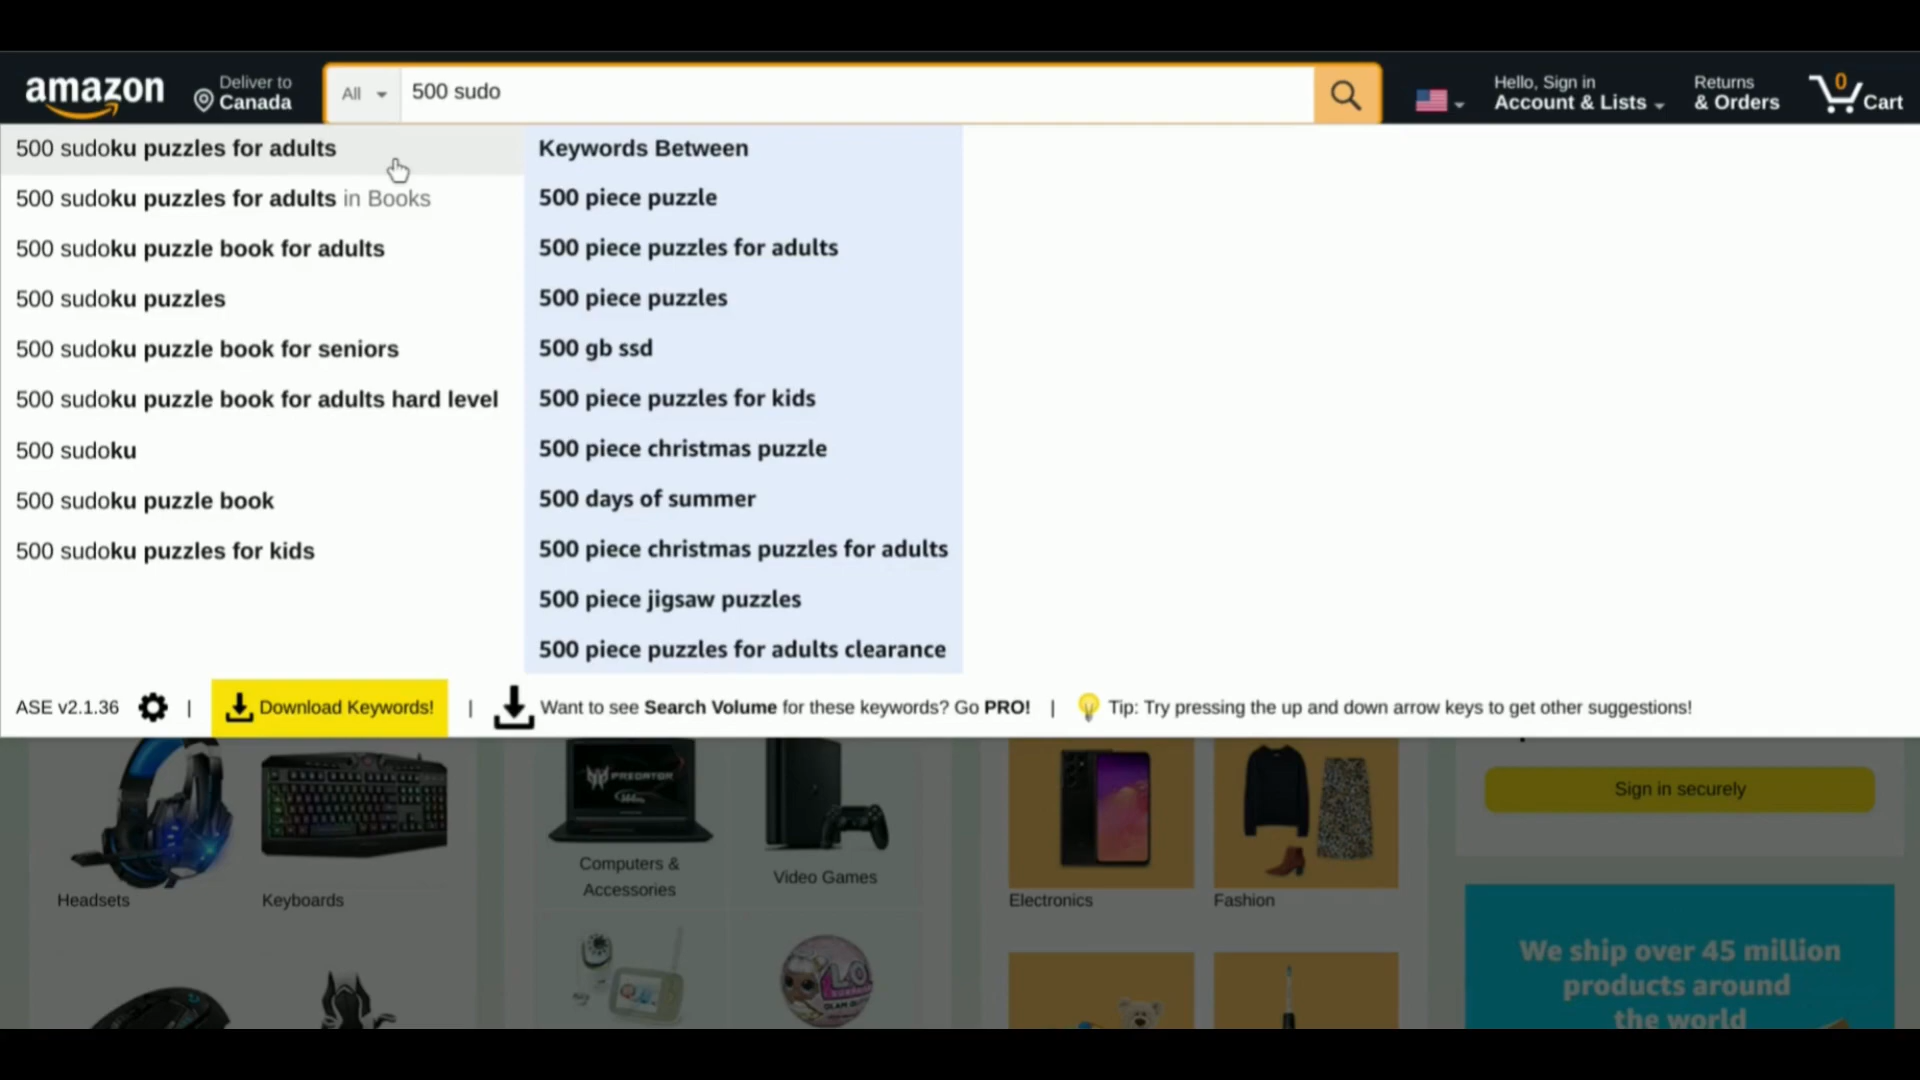 amazon
Deliver to
Canada
All
500 sudo
Hello, Sign in
Account & Lists
Returns
& Orders
0
Cart
500 sudoku puzzles for adults
500 sudoku puzzles for adults in Books
500 sudoku puzzle book for adults
500 sudoku puzzles
500 sudoku puzzle book for seniors
500 sudoku puzzle book for adults hard level
500 sudoku
500 sudoku puzzle book
500 sudoku puzzles for kids
Keywords Between
500 piece puzzle
500 piece puzzles for adults
500 piece puzzles
500 gb ssd
500 piece puzzles for kids
500 piece christmas puzzle
500 days of summer
500 piece christmas puzzles for adults
500 piece jigsaw puzzles
500 piece puzzles for adults clearance
ASE v2.1.36 | Download Keywords! | Want to see Search Volume for these keywords? Go PRO! | Tip: Try pressing the up and down arrow keys to get other suggestions!
PREDATOR
Sign in securely
Headsets
Keyboards
Computers &
Accessories
Video Games
Electronics
Fashion
We ship over 45 million
products around
the world